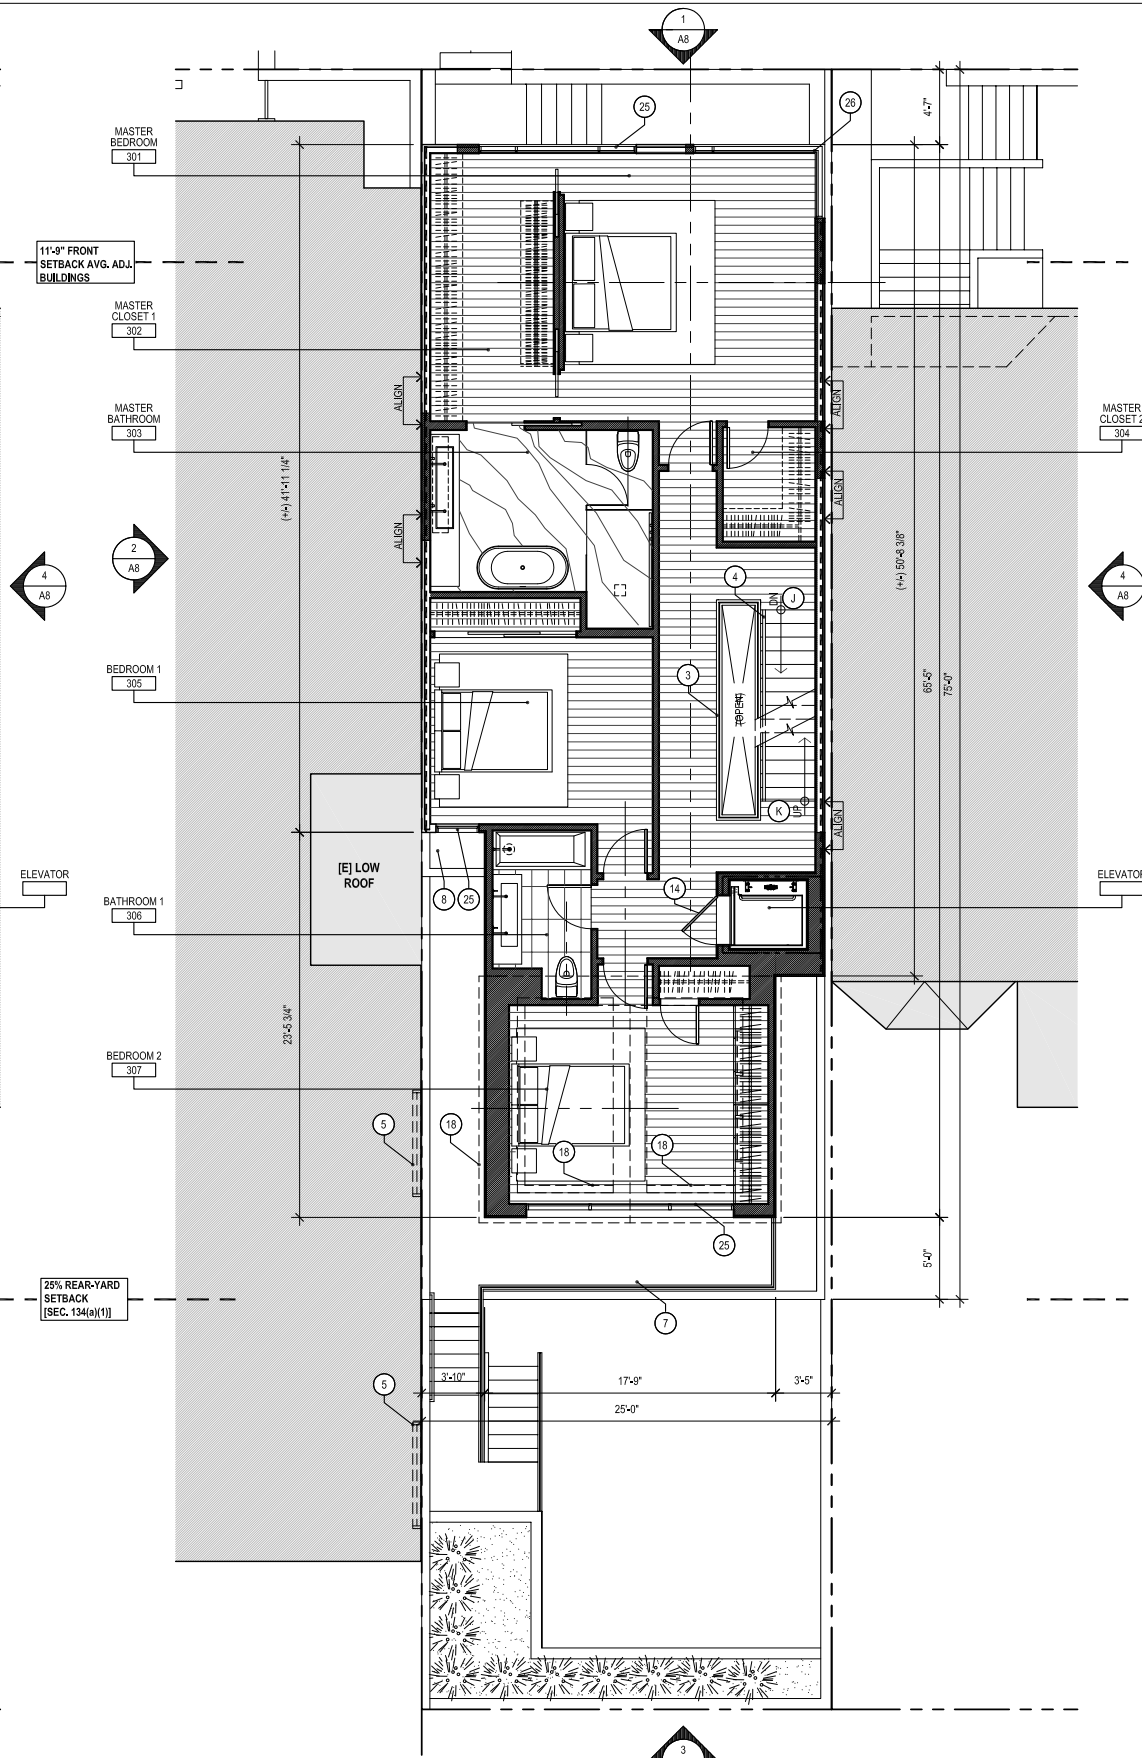 1
A8
25
26
4'-7"
MASTER
BEDROOM
301
11'-9" FRONT
SETBACK AVG. ADJ.
BUILDINGS
MASTER
CLOSET 1
302
ALIGN
ALIGN
MASTER
BATHROOM
303
MASTER
CLOSET 2
304
(+/-) 41'-11 1/4"
ALIGN
ALIGN
2
A8
4
A8
(+/-) 50'-8 3/8"
4
A8
4
DN
J
BEDROOM 1
305
3
65'-5"
75'-0"
(OPEN)
K
UP
ALIGN
[E] LOW
ROOF
ELEVATOR
8
25
14
ELEVATOR
BATHROOM 1
306
23'-5 3/4"
BEDROOM 2
307
5
18
18
18
25
5'-0"
25% REAR-YARD
SETBACK
[SEC. 134(a)(1)]
7
5
3'-10"
17'-9"
3'-5"
25'-0"
3